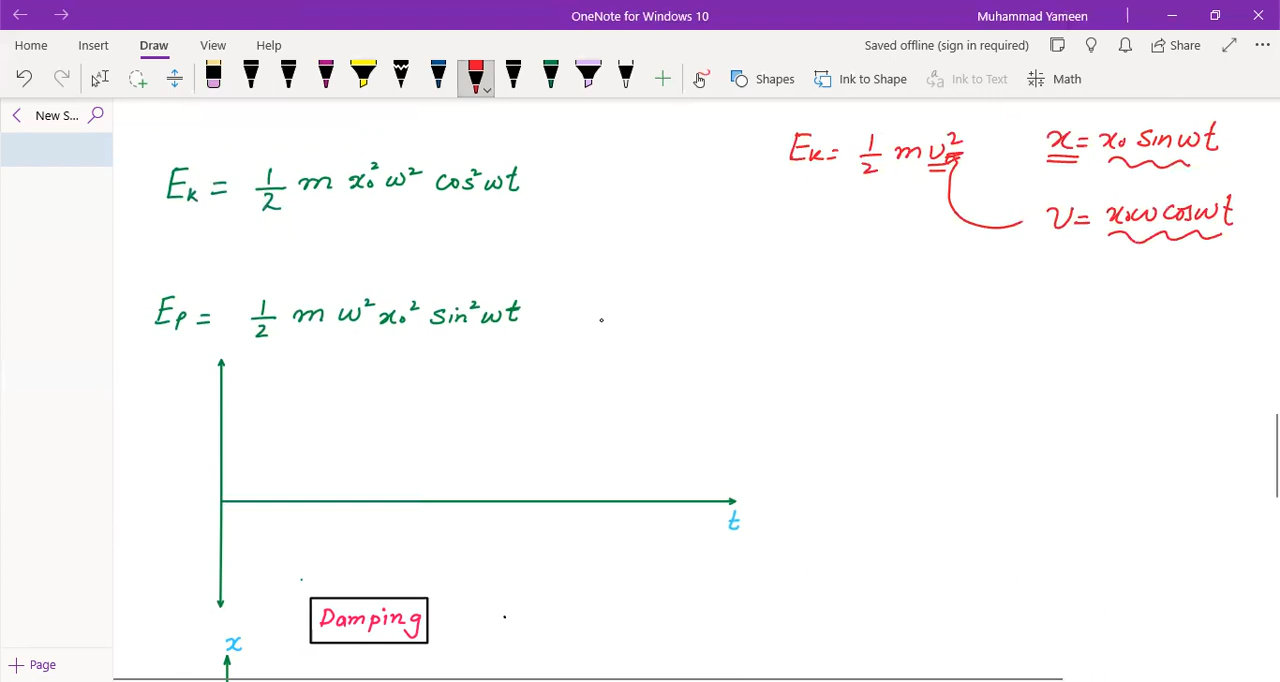 OneNote for Windows 10
Muhammad Yameen
Home Insert Draw View Help
Saved offline (sign in required) Share
Shapes Ink to Shape Ink to Text Math
New S...
Eₖ = 1/2 m x₀² ω² cos² ωt
Eₖ = 1/2 m v²
x = x₀ sin ωt
v = x₀ω cos ωt
Eₚ = 1/2 m ω² x₀² sin² ωt
t
Damping
x
Page